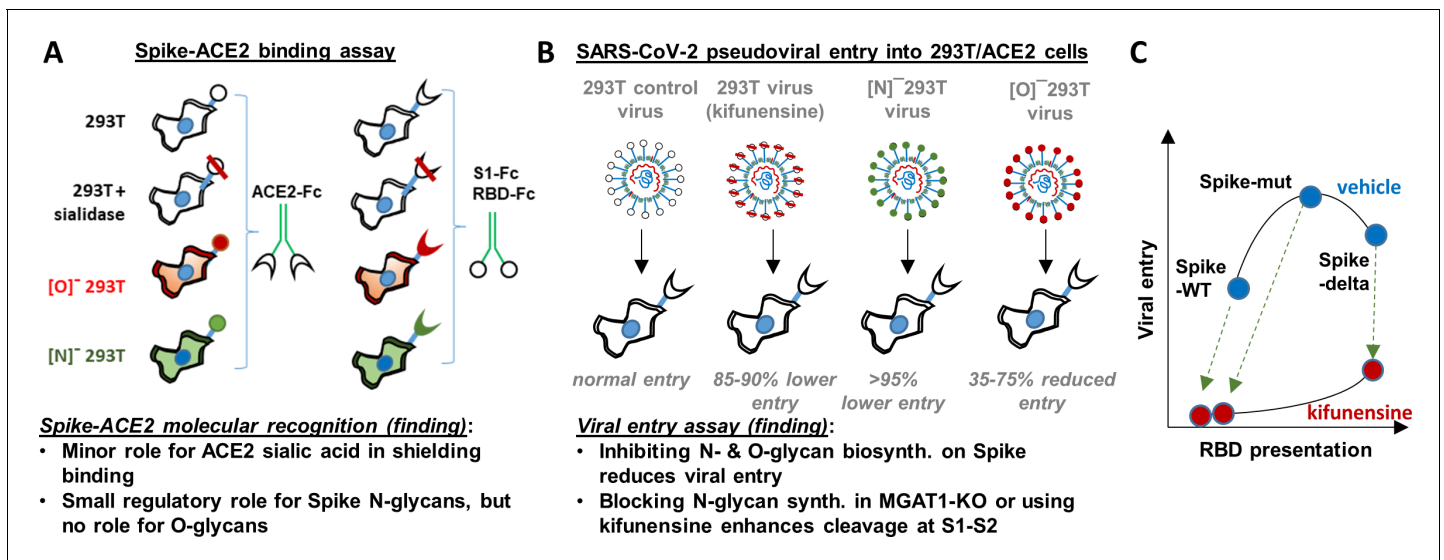 A
Spike-ACE2 binding assay
293T
293T+
sialidase
[O]⁻ 293T
[N]⁻ 293T
ACE2-Fc
S1-Fc
RBD-Fc
Spike-ACE2 molecular recognition (finding):
• Minor role for ACE2 sialic acid in shielding
binding
• Small regulatory role for Spike N-glycans, but
no role for O-glycans
B
SARS-CoV-2 pseudoviral entry into 293T/ACE2 cells
293T control
virus
293T virus
(kifunensine)
[N]⁻293T
virus
[O]⁻293T
virus
normal entry
85-90% lower
entry
>95%
lower entry
35-75% reduced
entry
Viral entry assay (finding):
• Inhibiting N- & O-glycan biosynth. on Spike
reduces viral entry
• Blocking N-glycan synth. in MGAT1-KO or using
kifunensine enhances cleavage at S1-S2
C
Viral entry
Spike-mut
vehicle
Spike
-WT
Spike
-delta
kifunensine
RBD presentation